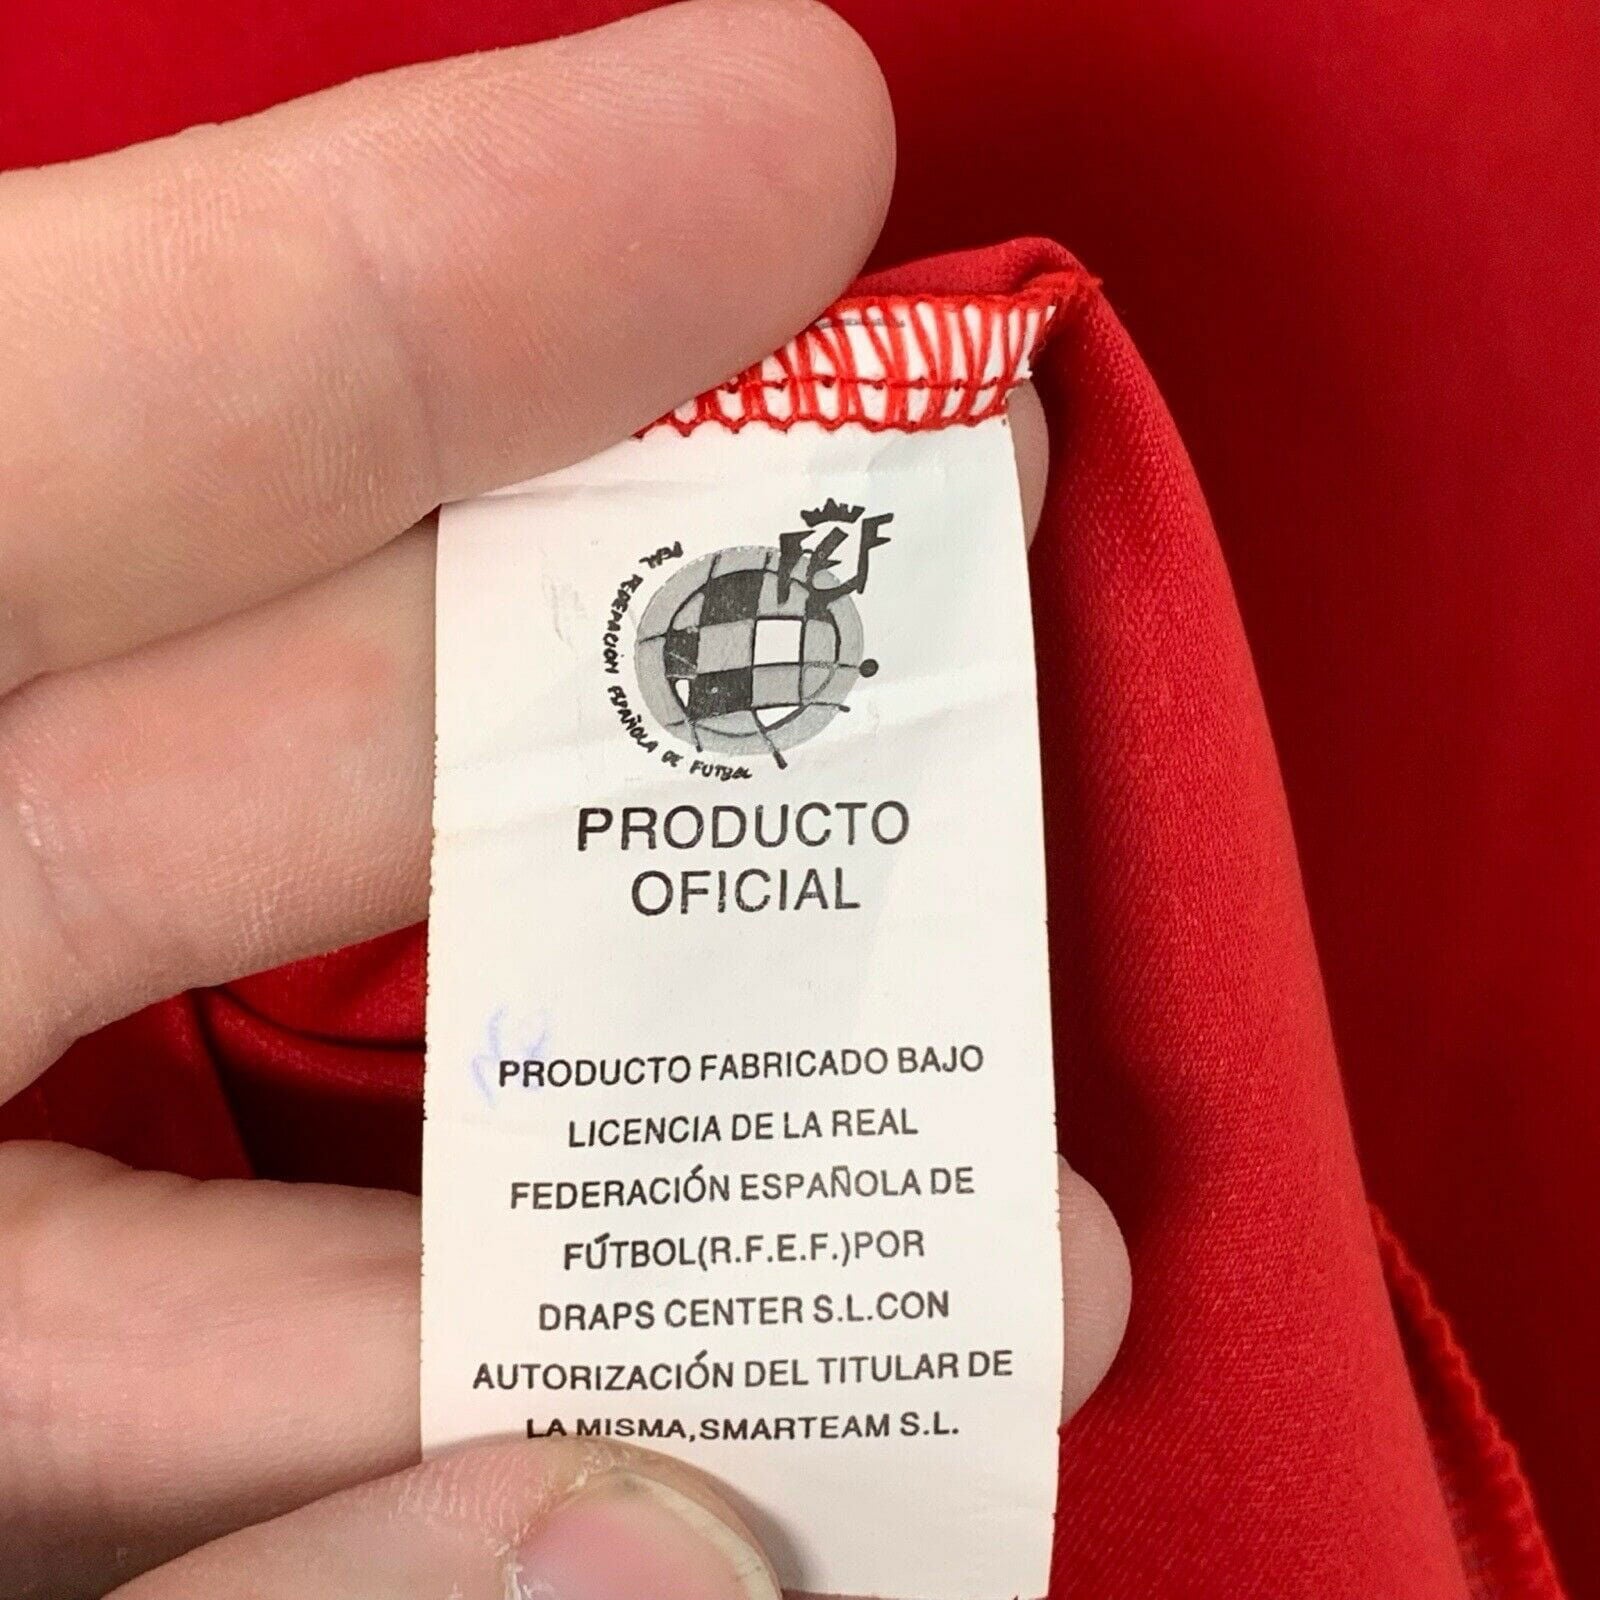 RFEF
REAL FEDERACIÓN ESPAÑOLA DE FUTBOL
PRODUCTO
OFICIAL
PRODUCTO FABRICADO BAJO
LICENCIA DE LA REAL
FEDERACIÓN ESPAÑOLA DE
FÚTBOL(R.F.E.F.)POR
DRAPS CENTER S.L.CON
AUTORIZACIÓN DEL TITULAR DE
LA MISMA,SMARTEAM S.L.